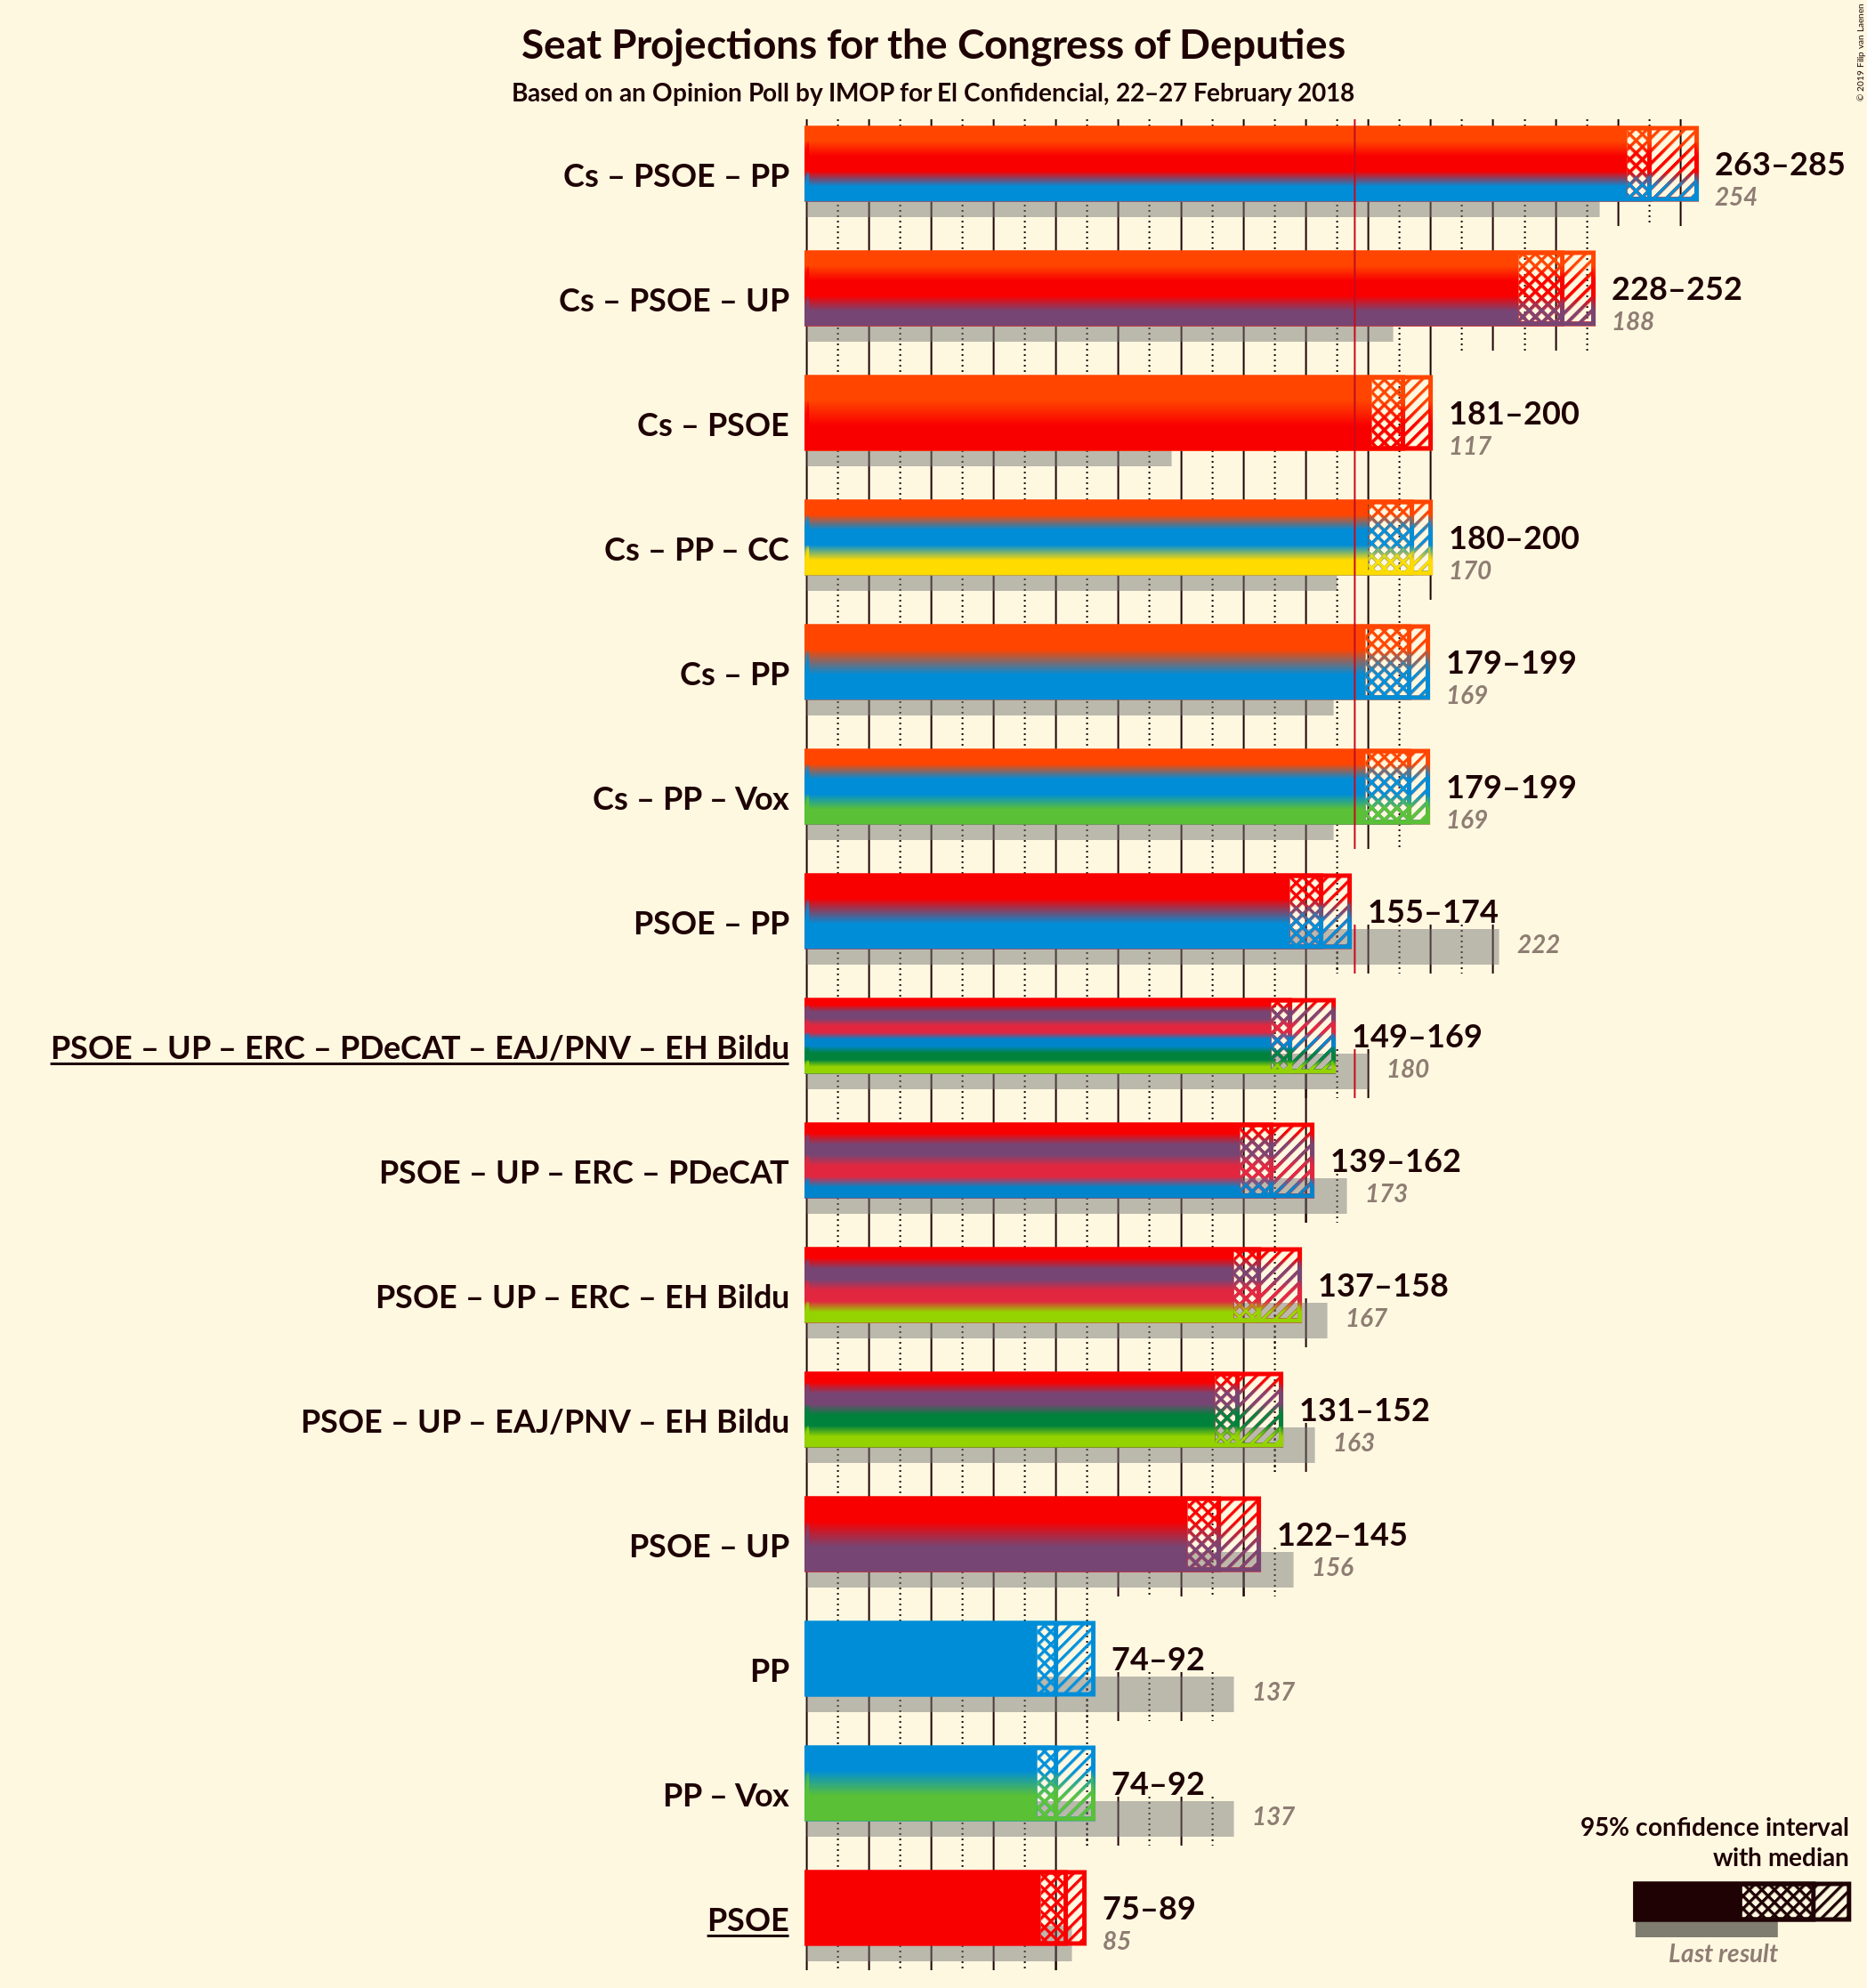 Seat Projections for the Congress of Deputies
Based on an Opinion Poll by IMOP for El Confidencial, 22–27 February 2018
© 2019 Filip van Laenen
Cs – PSOE – PP
263–285
254
Cs – PSOE – UP
228–252
188
Cs – PSOE
181–200
117
Cs – PP – CC
180–200
170
Cs – PP
179–199
169
Cs – PP – Vox
179–199
169
PSOE – PP
155–174
222
PSOE – UP – ERC – PDeCAT – EAJ/PNV – EH Bildu
149–169
180
PSOE – UP – ERC – PDeCAT
139–162
173
PSOE – UP – ERC – EH Bildu
137–158
167
PSOE – UP – EAJ/PNV – EH Bildu
131–152
163
PSOE – UP
122–145
156
PP
74–92
137
PP – Vox
74–92
137
PSOE
75–89
85
95% confidence interval
with median
Last result